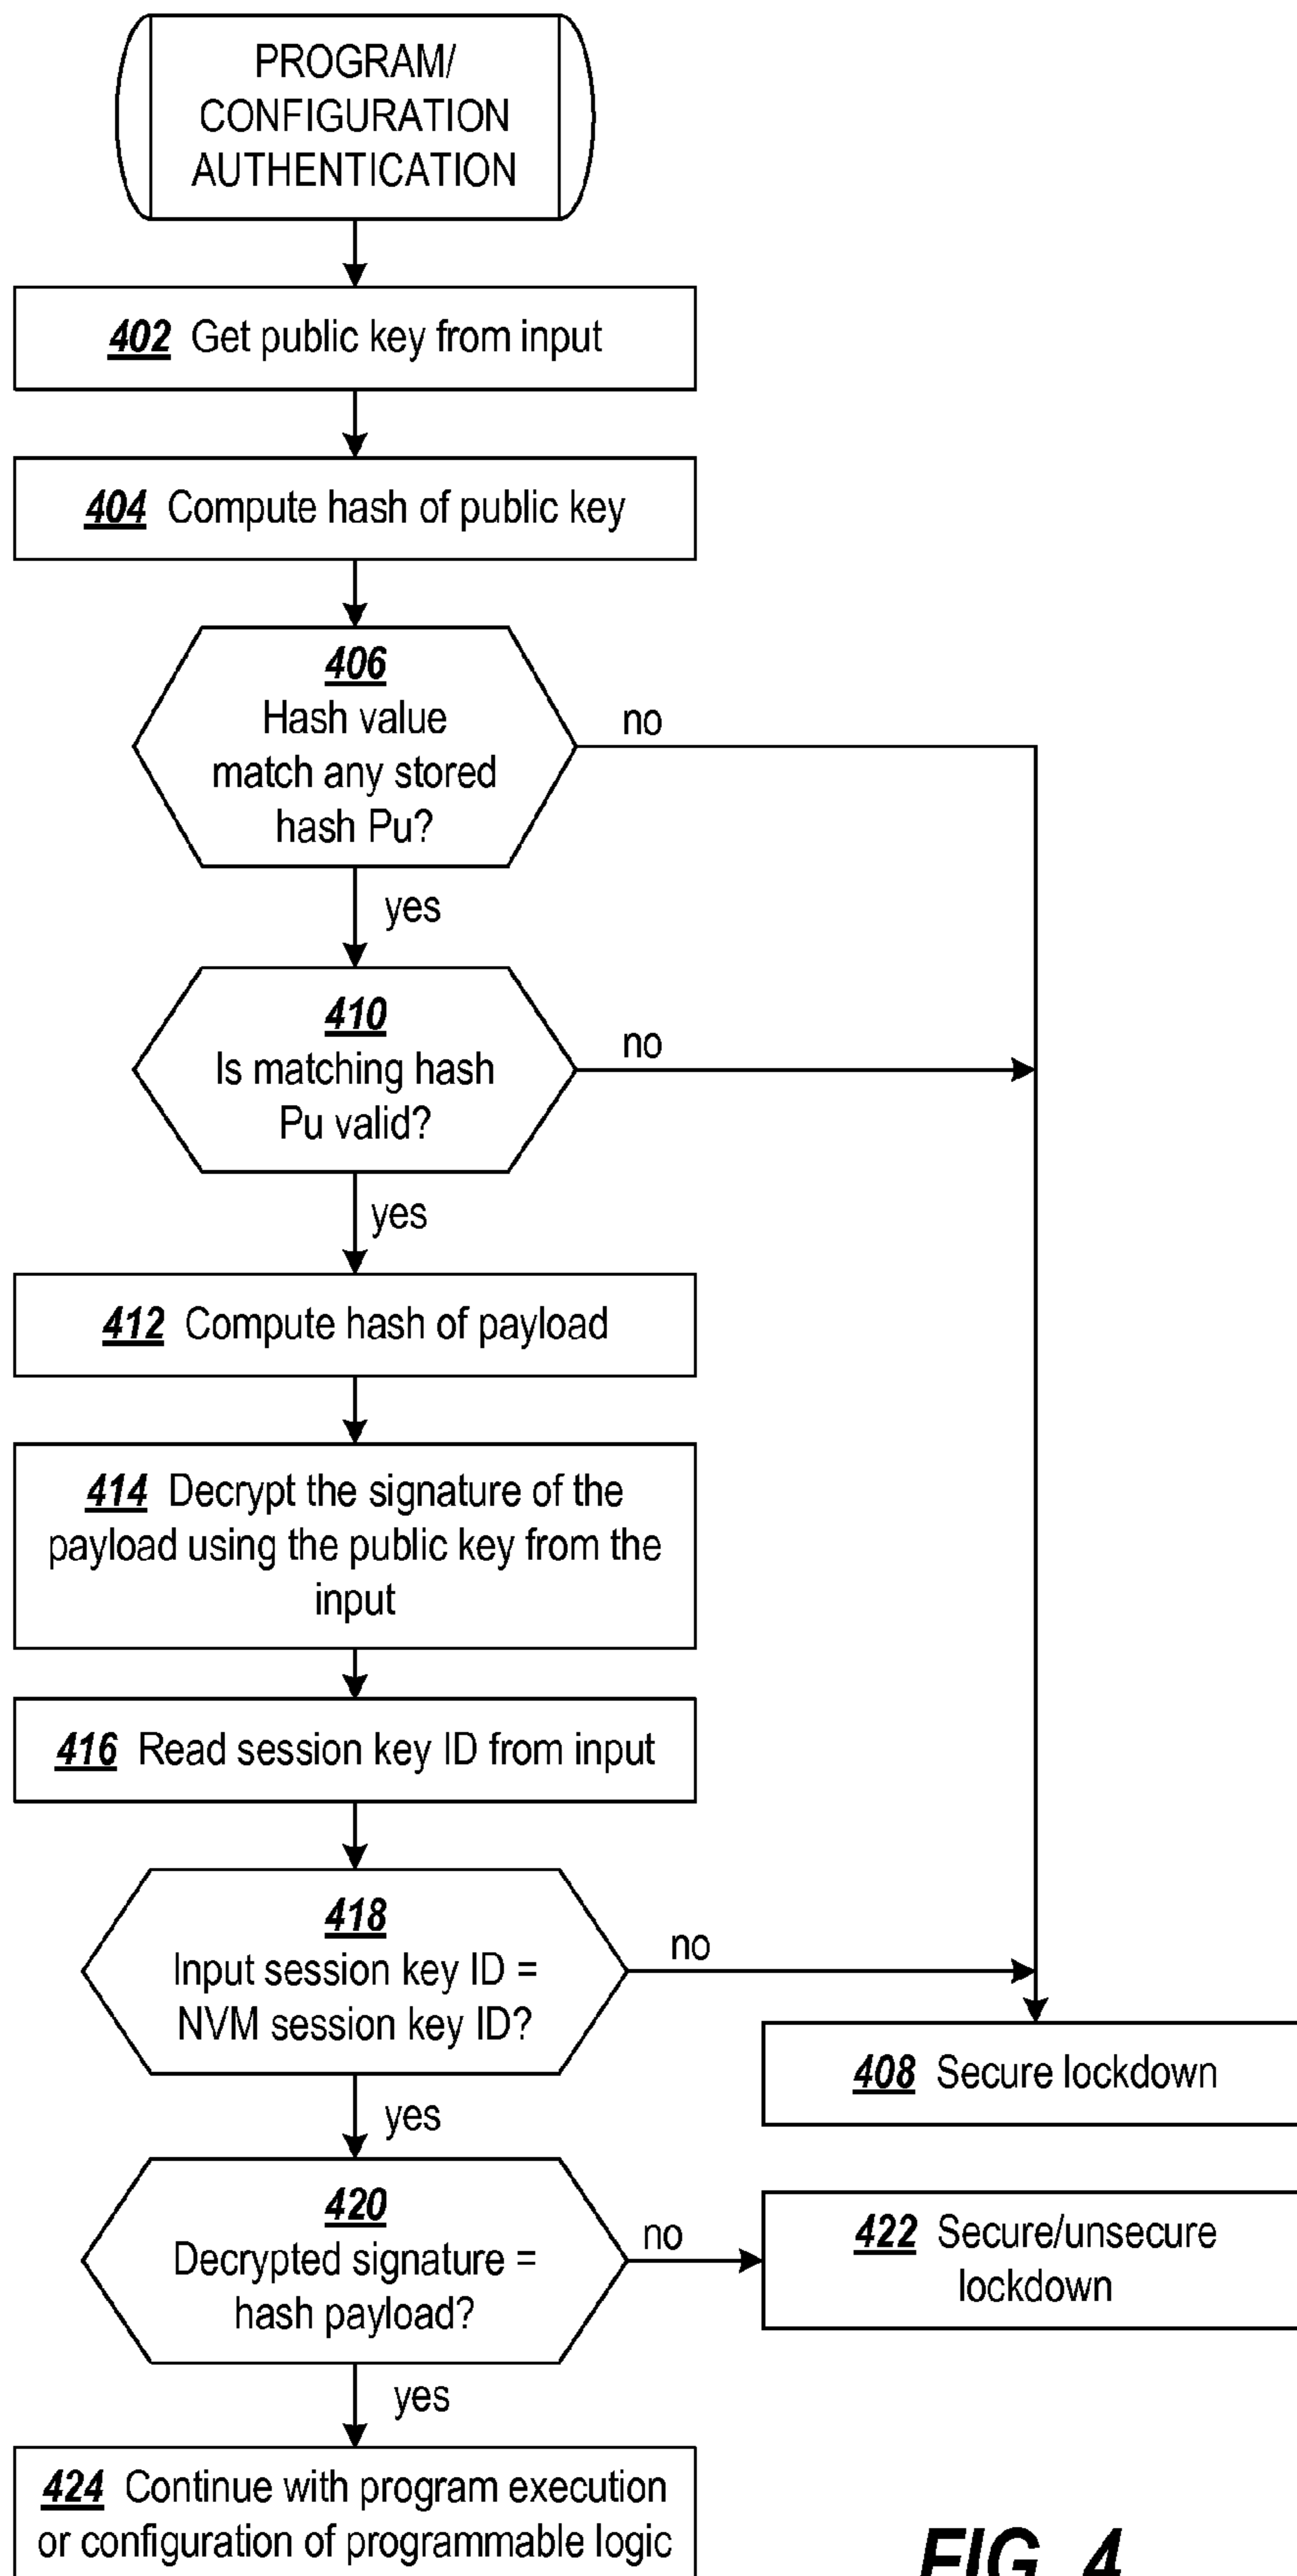 PROGRAM/
CONFIGURATION
AUTHENTICATION
402 Get public key from input
404 Compute hash of public key
406
Hash value
match any stored
hash Pu?
no
yes
410
Is matching hash
Pu valid?
no
yes
412 Compute hash of payload
414 Decrypt the signature of the
payload using the public key from the
input
416 Read session key ID from input
418
Input session key ID =
NVM session key ID?
no
408 Secure lockdown
yes
420
Decrypted signature =
hash payload?
no
422 Secure/unsecure
lockdown
yes
424 Continue with program execution
or configuration of programmable logic
FIG. 4